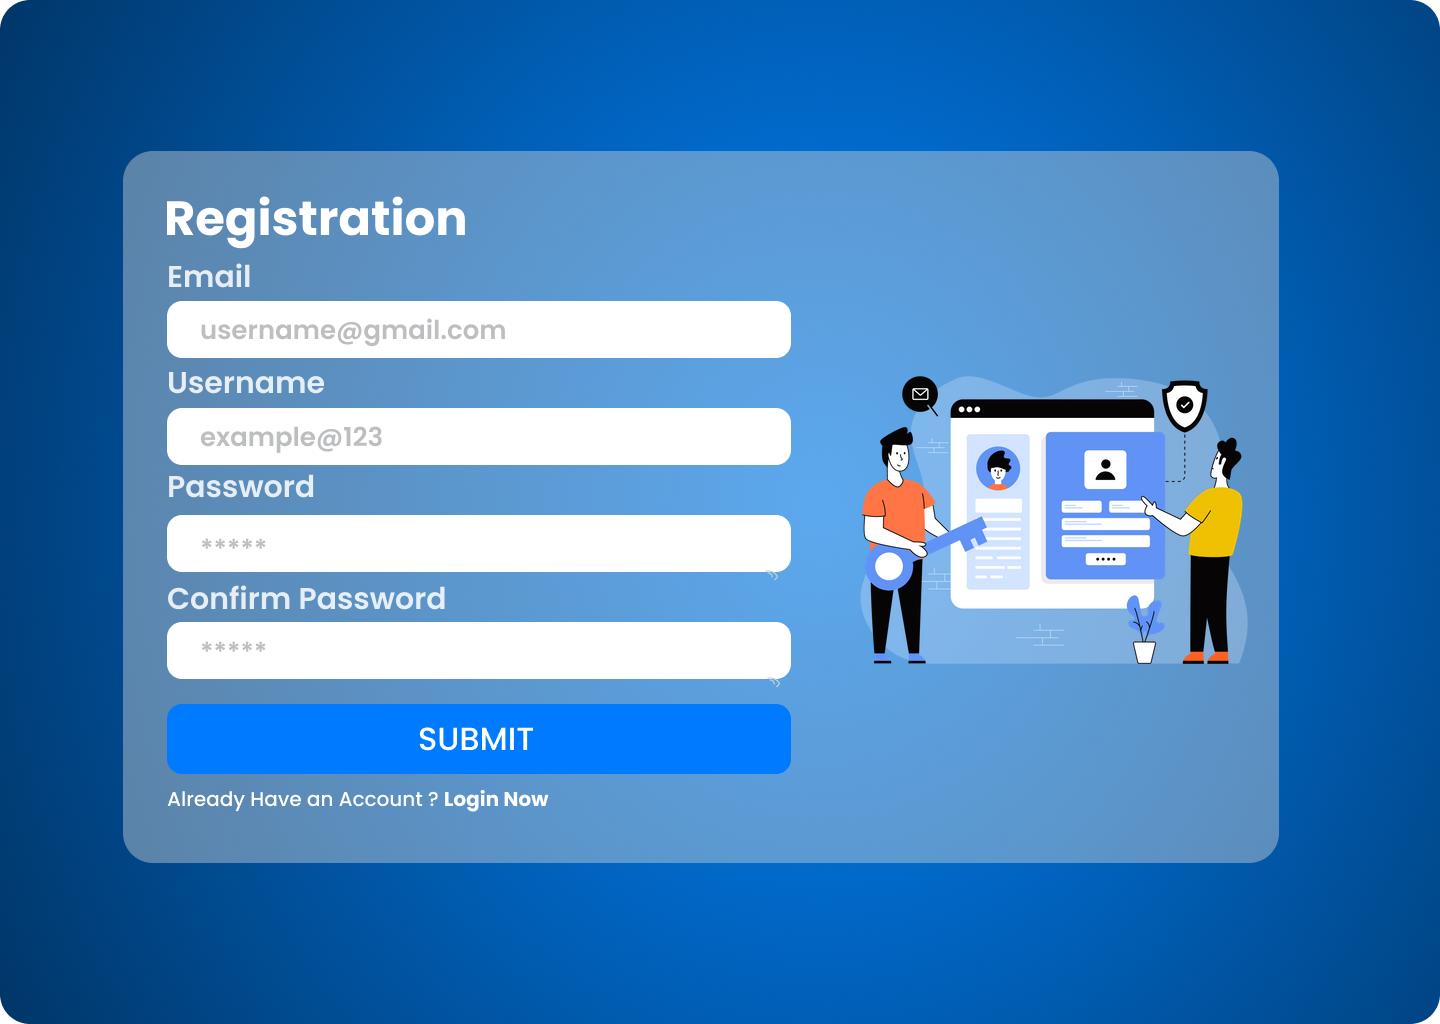 Registration
Email
username@gmail.com
Username
example@123
Password
*****
Confirm Password
*****
SUBMIT
Already Have an Account ? Login Now